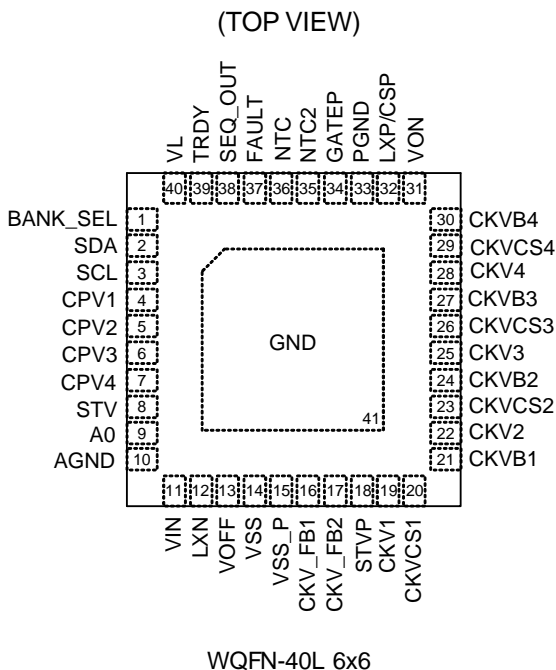 (TOP VIEW)
VL
TRDY
SEQ_OUT
FAULT
NTC
NTC2
GATEP
PGND
LXP/CSP
VON
40 39 38 37 36 35 34 33 32 31
BANK_SEL 1
SDA 2
SCL 3
CPV1 4
CPV2 5
CPV3 6
CPV4 7
STV 8
A0 9
AGND 10
GND
41
30 CKVB4
29 CKVCS4
28 CKV4
27 CKVB3
26 CKVCS3
25 CKV3
24 CKVB2
23 CKVCS2
22 CKV2
21 CKVB1
11 12 13 14 15 16 17 18 19 20
VIN
LXN
VOFF
VSS
VSS_P
CKV_FB1
CKV_FB2
STVP
CKV1
CKVCS1
WQFN-40L 6x6